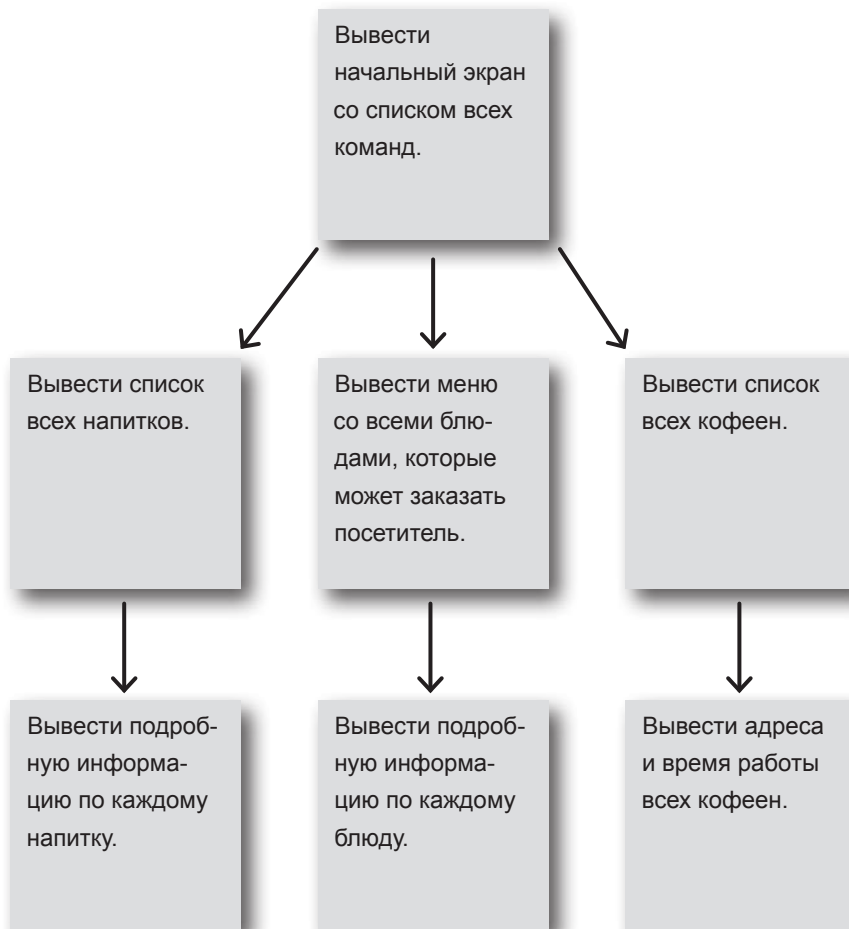 Вывести
начальный экран
со списком всех
команд.
Вывести список
всех напитков.
Вывести меню
со всеми блю-
дами, которые
может заказать
посетитель.
Вывести список
всех кофеен.
Вывести подроб-
ную информа-
цию по каждому
напитку.
Вывести подроб-
ную информа-
цию по каждому
блюду.
Вывести адреса
и время работы
всех кофеен.